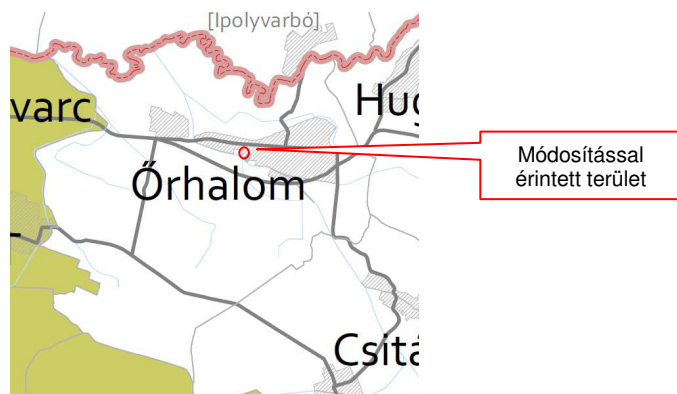 [Ipolyvarbó]
varc
Hug
Módosítással
érintett terület
Őrhalom
Csitá